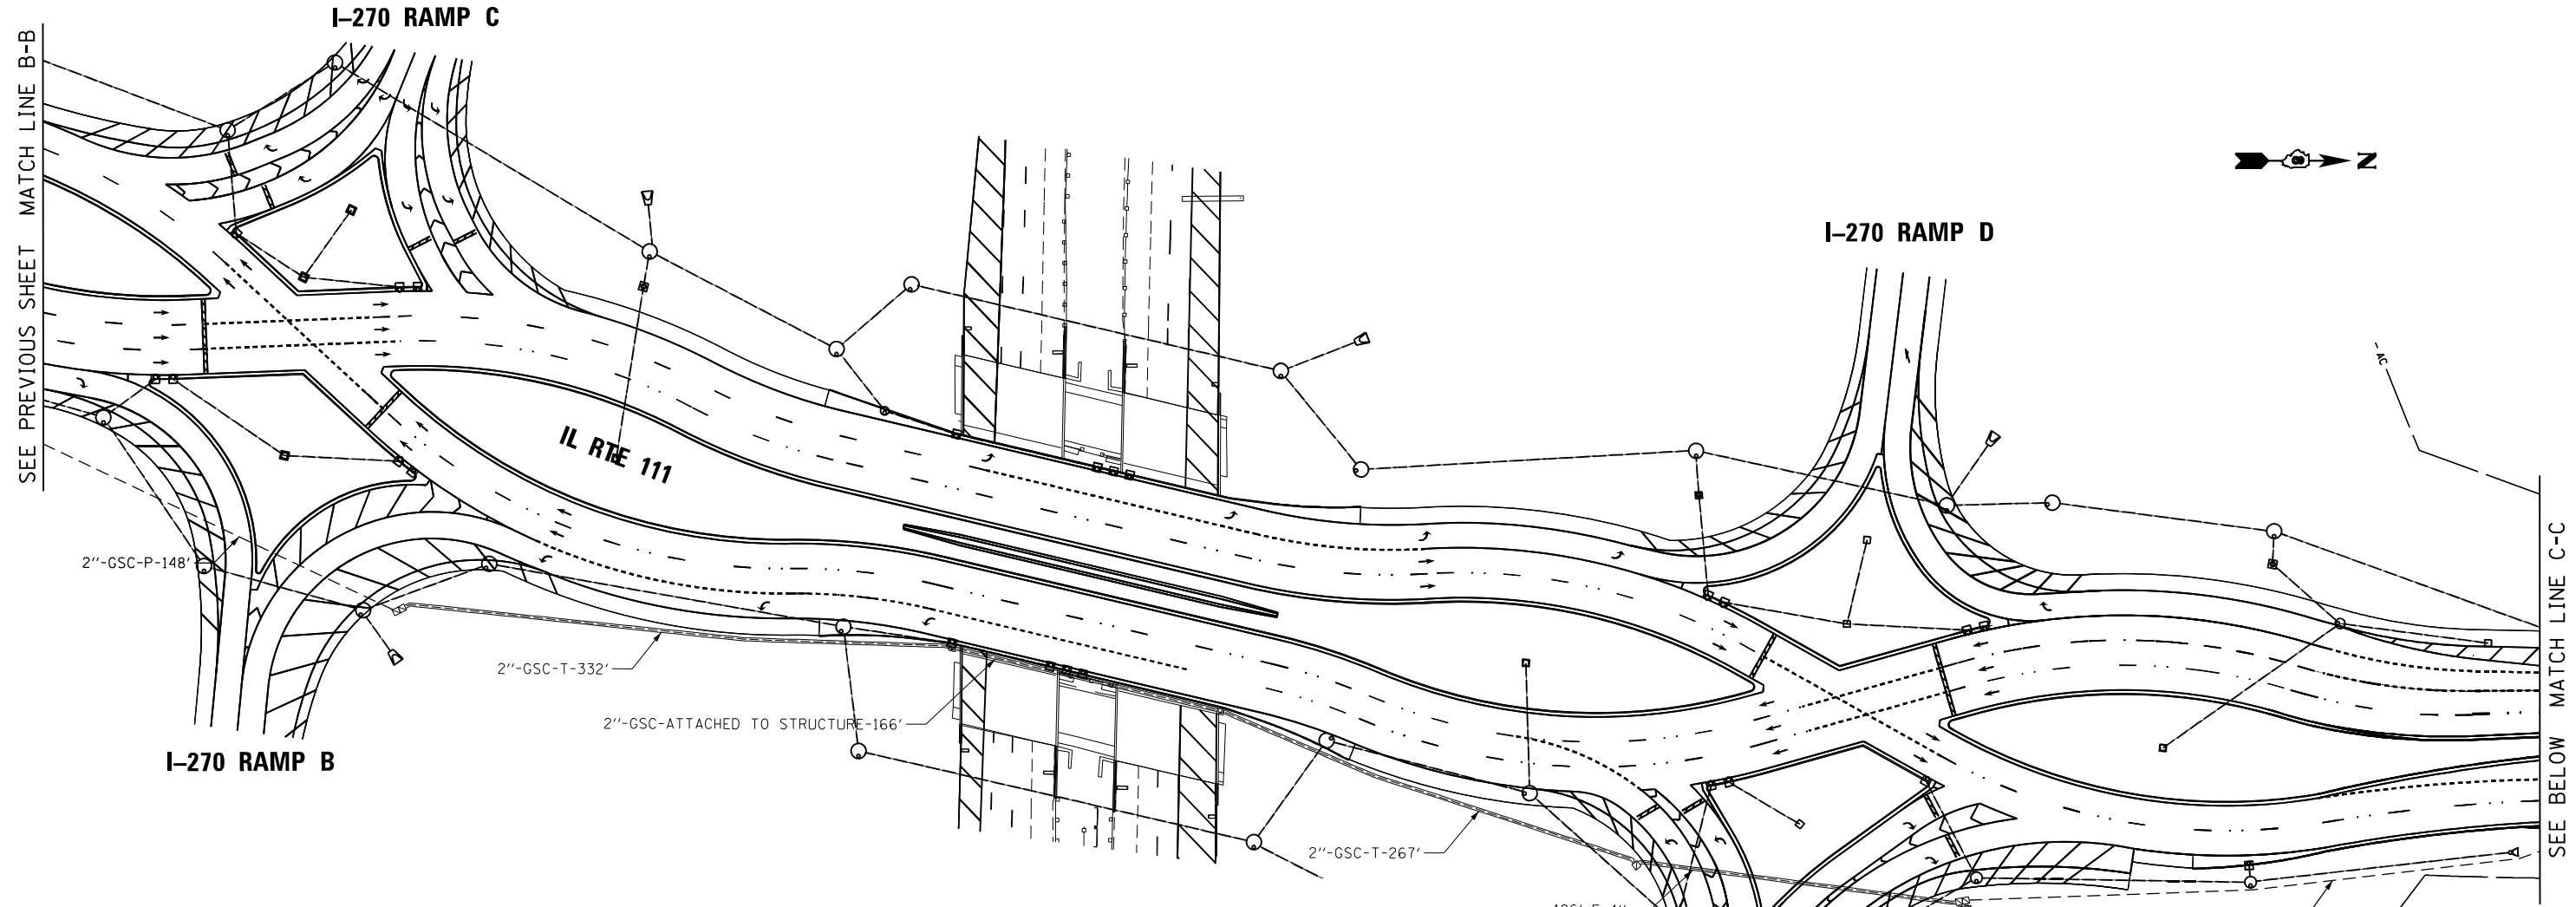 I–270 RAMP C
SEE PREVIOUS SHEET MATCH LINE B-B
N
I–270 RAMP D
AC
IL RTE 111
2''-GSC-P-148'
2''-GSC-T-332'
2''-GSC-ATTACHED TO STRUCTURE-166'
I–270 RAMP B
2''-GSC-T-267'
SEE BELOW MATCH LINE C-C